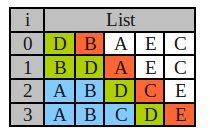 i List
0 D B A E C
1 B D A E C
2 A B D C E
3 A B C D E